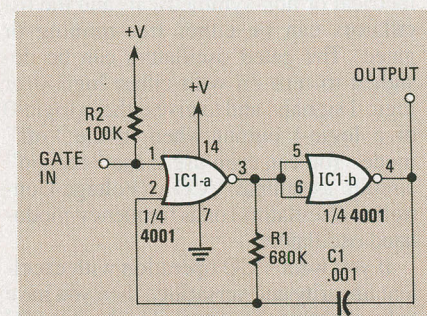 +V
+V
OUTPUT
R2
100K
GATE
IN
1
14
3
5
4
IC1-a
IC1-b
2
6
1/4
4001
7
1/4 4001
R1
680K
C1
.001